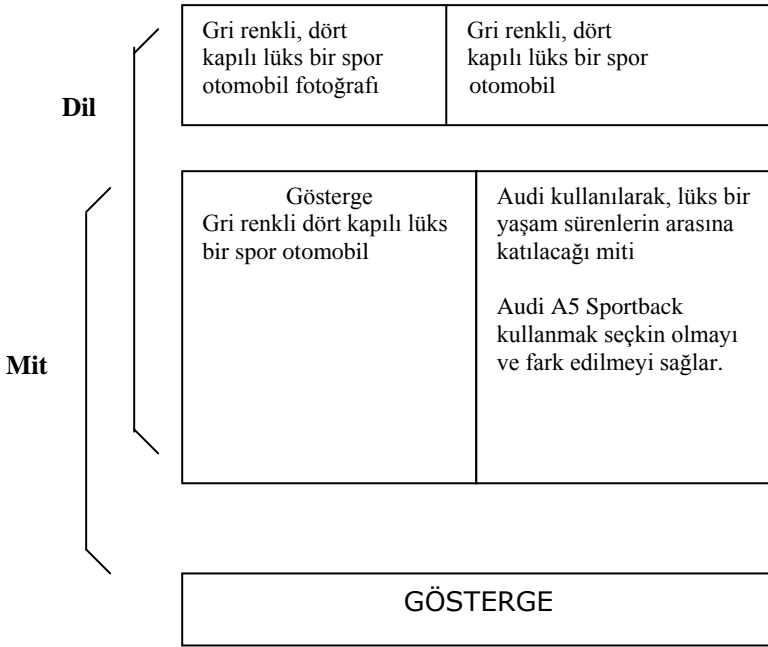 Gri renkli, dört
kapılı lüks bir spor
otomobil fotoğrafı
Gri renkli, dört
kapılı lüks bir spor
otomobil
Dil
Gösterge
Gri renkli dört kapılı lüks
bir spor otomobil
Audi kullanılarak, lüks bir
yaşam sürenlerin arasına
katılacağı miti
Audi A5 Sportback
kullanmak seçkin olmayı
ve fark edilmeyi sağlar.
Mit
GÖSTERGE